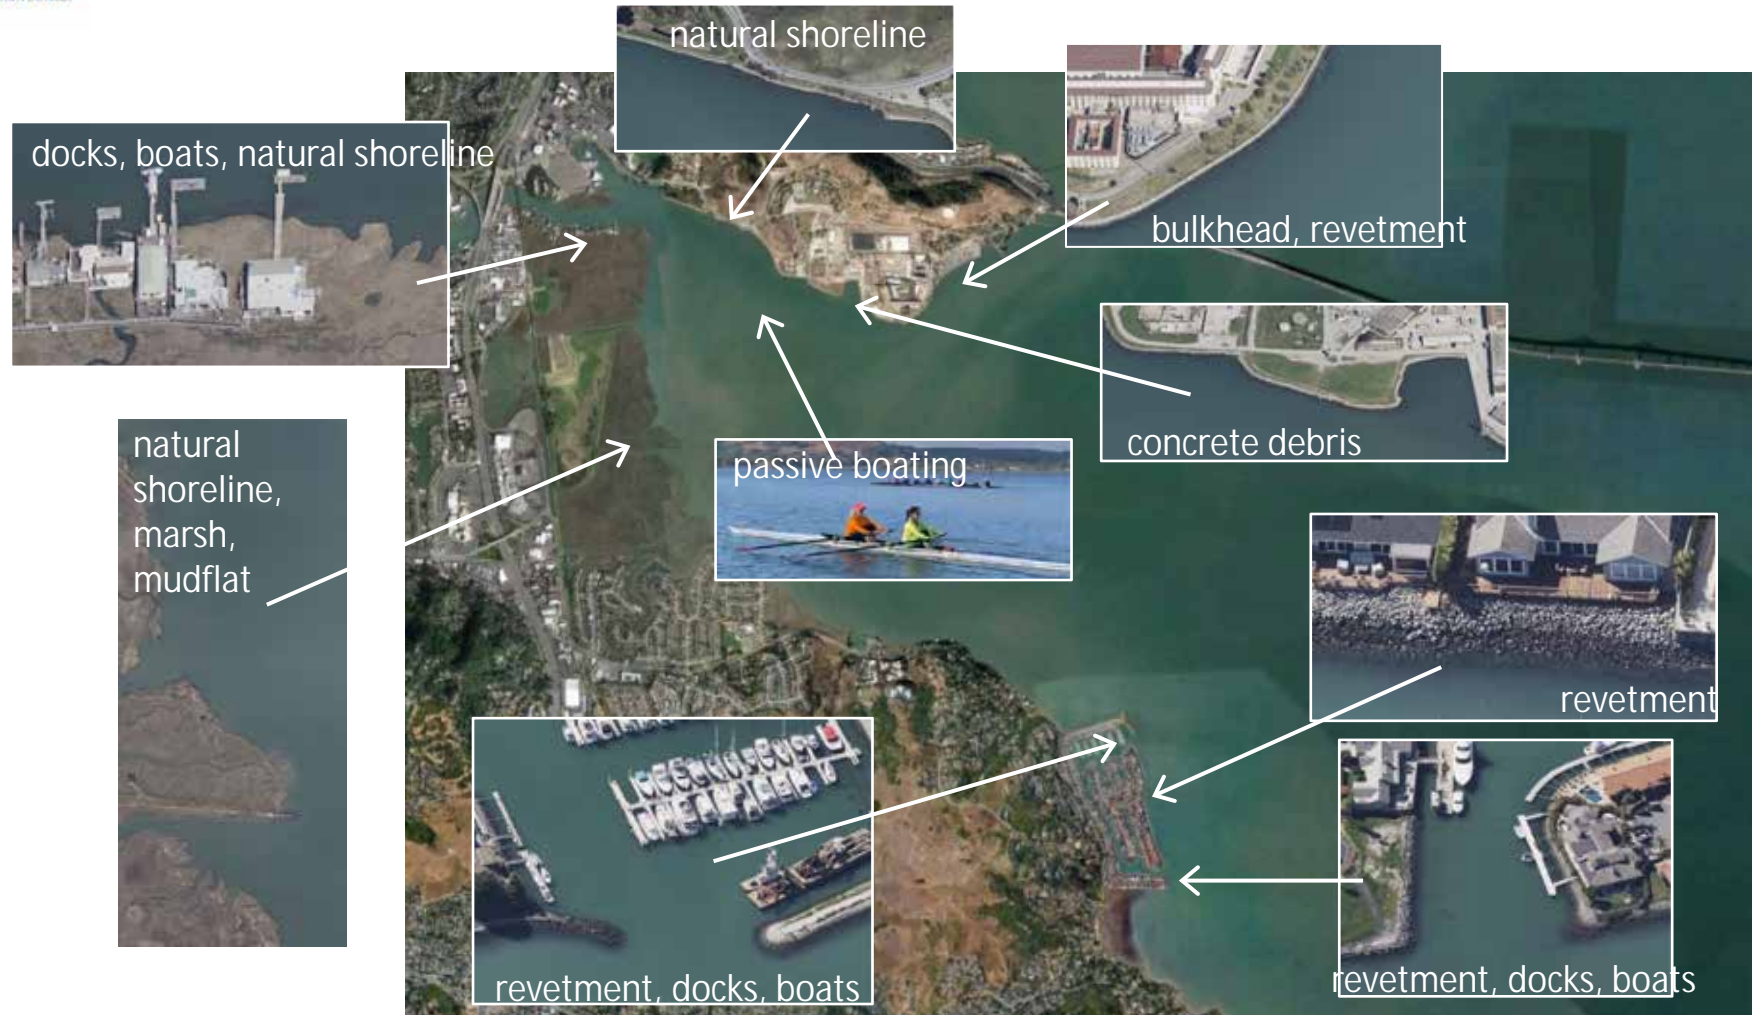 natural shoreline
docks, boats, natural shoreline
bulkhead, revetment
concrete debris
natural
shoreline,
marsh,
mudflat
passive boating
revetment
revetment, docks, boats
revetment, docks, boats